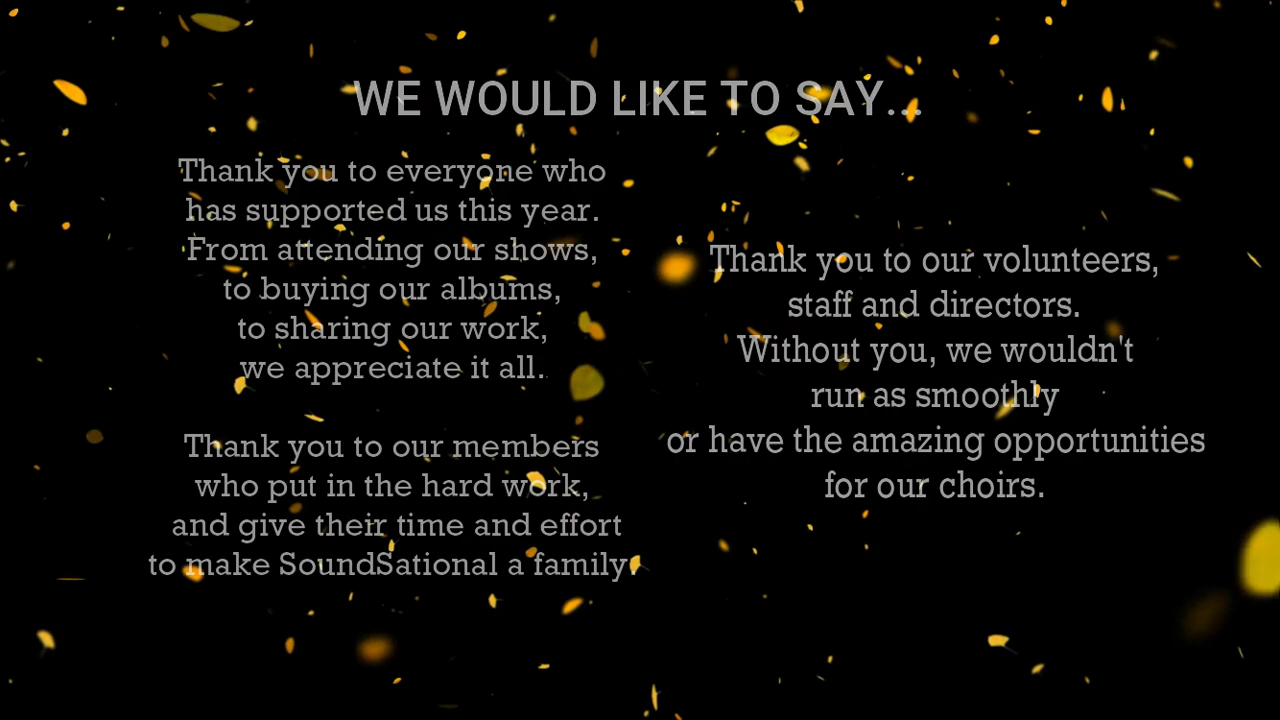 WE WOULD LIKE TO SAY...
Thank you to everyone who
has supported us this year.
From attending our shows,
to buying our albums,
to sharing our work,
we appreciate it all.
Thank you to our members
who put in the hard work,
and give their time and effort
to make SoundSational a family.
Thank you to our volunteers,
staff and directors.
Without you, we wouldn't
run as smoothly
or have the amazing opportunities
for our choirs.